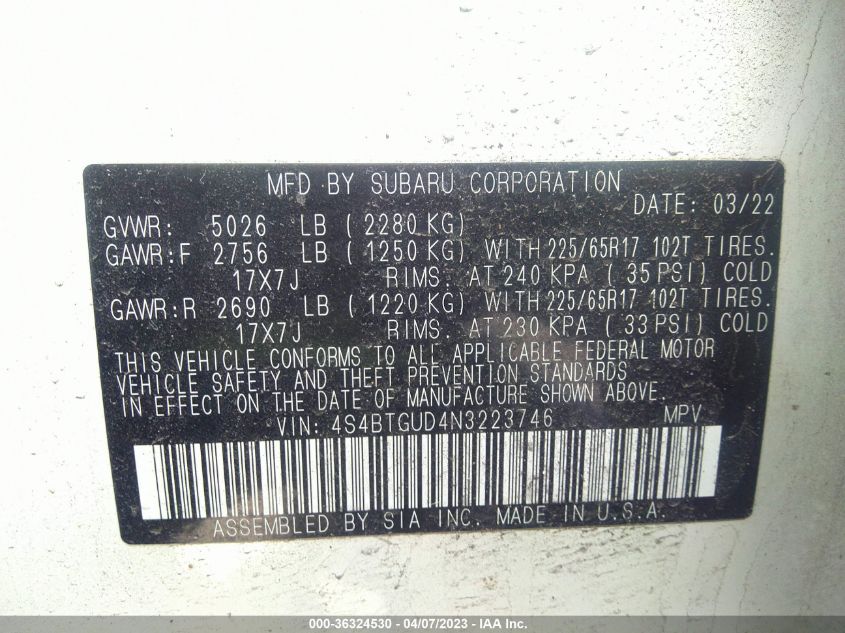 MFD BY SUBARU CORPORATION
DATE: 03/22
GVWR: 5026 LB ( 2280 KG)
GAWR:F 2756 LB ( 1250 KG) WITH 225/65R17 102T TIRES.
17X7J RIMS. AT 240 KPA ( 35 PSI) COLD
GAWR:R 2690 LB ( 1220 KG) WITH 225/65R17 102T TIRES.
17X7J RIMS. AT 230 KPA ( 33 PSI) COLD
THIS VEHICLE CONFORMS TO ALL APPLICABLE FEDERAL MOTOR
VEHICLE SAFETY AND THEFT PREVENTION STANDARDS
IN EFFECT ON THE DATE OF MANUFACTURE SHOWN ABOVE.
VIN: 4S4BTGUD4N3223746 MPV
ASSEMBLED BY SIA INC. MADE IN U.S.A.
000-36324530 - 04/07/2023 - IAA Inc.